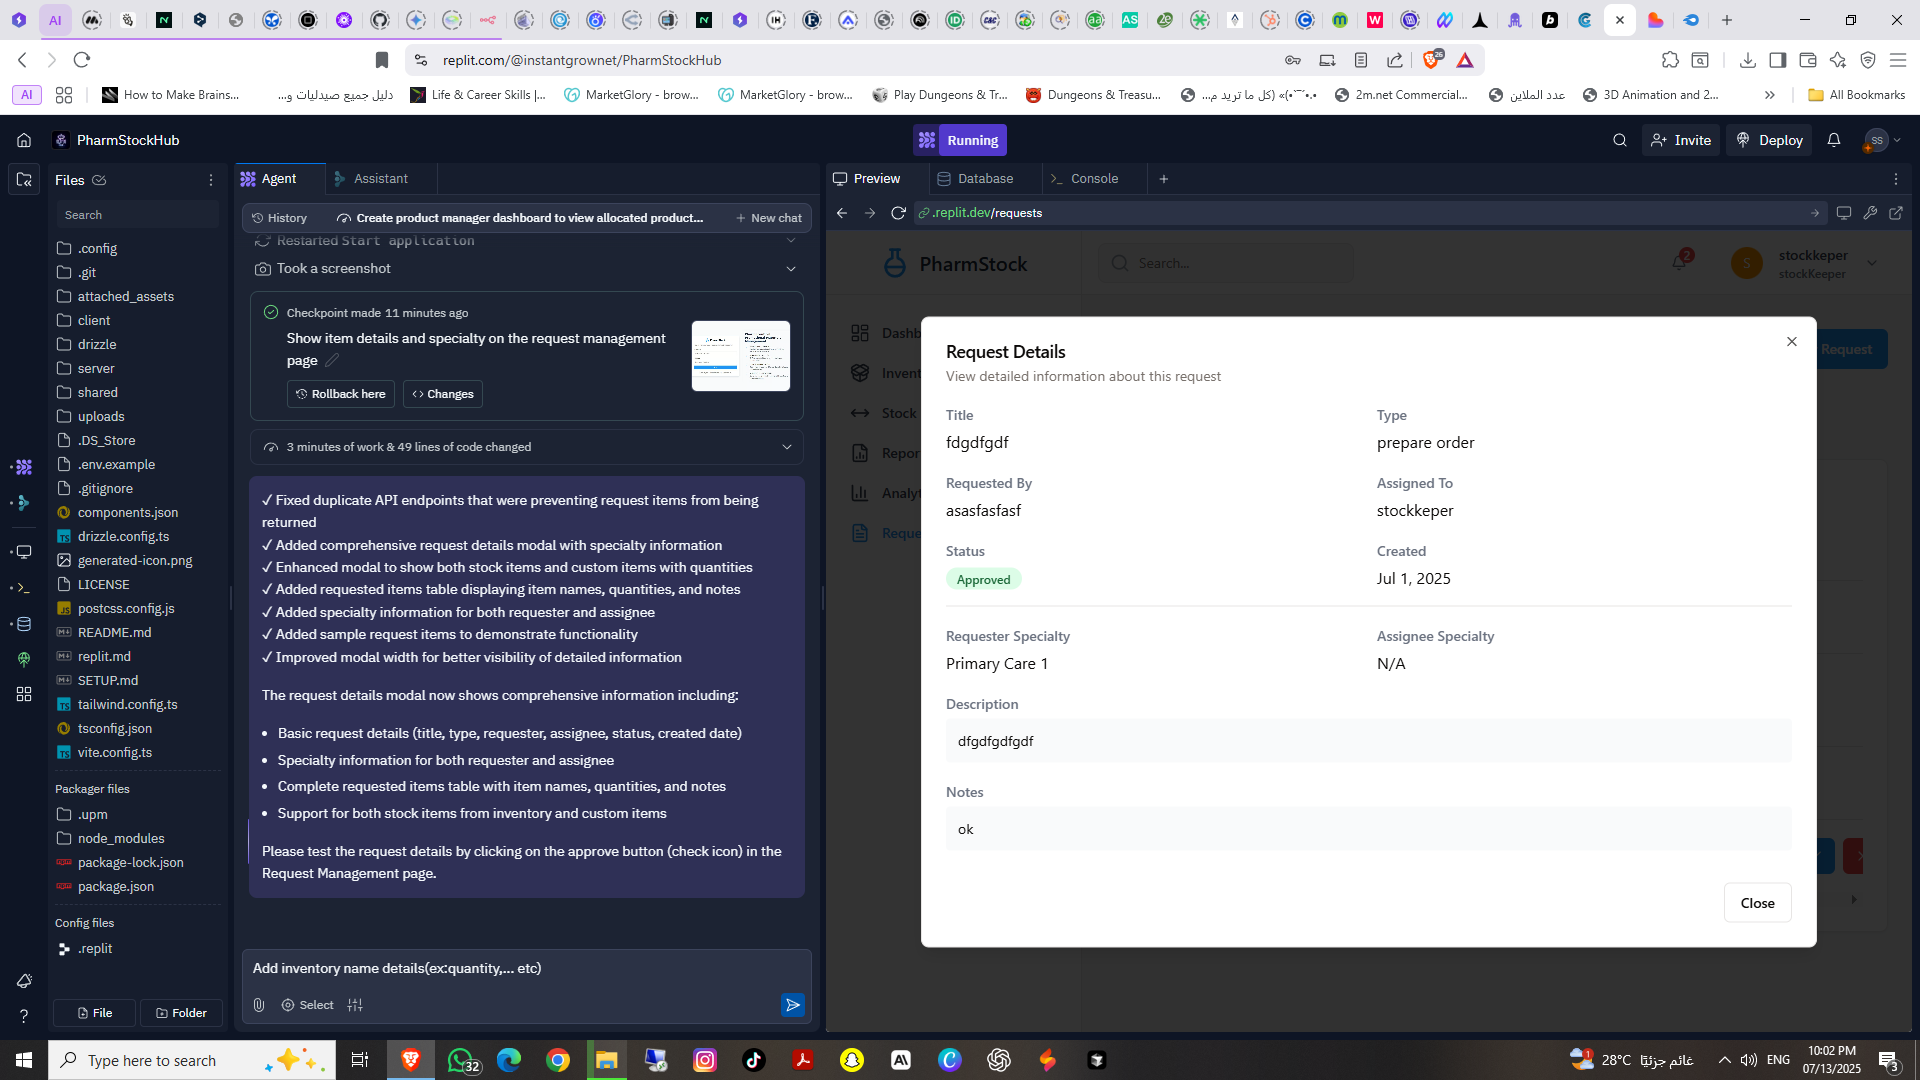 AI
replit.com/@instantgrownet/PharmStockHub
26
AI
How to Make Brains...
دليل جميع صيدليات و...
Life & Career Skills |...
MarketGlory - brow...
MarketGlory - brow...
Play Dungeons & Tr...
Dungeons & Treasu...
2m.net Commercial...
عدد الملاين
3D Animation and 2...
All Bookmarks
PharmStockHub
Running
Invite
Deploy
SS
Files
Search
.config
.git
attached_assets
client
drizzle
server
shared
uploads
.DS_Store
.env.example
.gitignore
components.json
drizzle.config.ts
generated-icon.png
LICENSE
postcss.config.js
README.md
replit.md
SETUP.md
tailwind.config.ts
tsconfig.json
vite.config.ts
Packager files
.upm
node_modules
package-lock.json
package.json
Config files
.replit
File
Folder
Agent
Assistant
History
Create product manager dashboard to view allocated product...
New chat
Restarted Start application
Took a screenshot
Checkpoint made 11 minutes ago
Show item details and specialty on the request management
page
Rollback here
Changes
3 minutes of work & 49 lines of code changed
✓ Fixed duplicate API endpoints that were preventing request items from being
returned
✓ Added comprehensive request details modal with specialty information
✓ Enhanced modal to show both stock items and custom items with quantities
✓ Added requested items table displaying item names, quantities, and notes
✓ Added specialty information for both requester and assignee
✓ Added sample request items to demonstrate functionality
✓ Improved modal width for better visibility of detailed information
The request details modal now shows comprehensive information including:
• Basic request details (title, type, requester, assignee, status, created date)
• Specialty information for both requester and assignee
• Complete requested items table with item names, quantities, and notes
• Support for both stock items from inventory and custom items
Please test the request details by clicking on the approve button (check icon) in the
Request Management page.
Add inventory name details(ex:quantity,... etc)
Select
Preview
Database
Console
.replit.dev/requests
PharmStock
Search...
2
S
stockkeper
stockKeeper
Dashb
Invent
Stock
Repor
Analyt
Reque
Request
Request Details
View detailed information about this request
Title
fdgdfgdf
Type
prepare order
Requested By
asasfasfasf
Assigned To
stockkeper
Status
Approved
Created
Jul 1, 2025
Requester Specialty
Primary Care 1
Assignee Specialty
N/A
Description
dfgdfgdfgdf
Notes
ok
Close
Type here to search
32
1
28°C
غائم جزئيًا
ENG
10:02 PM
07/13/2025
3